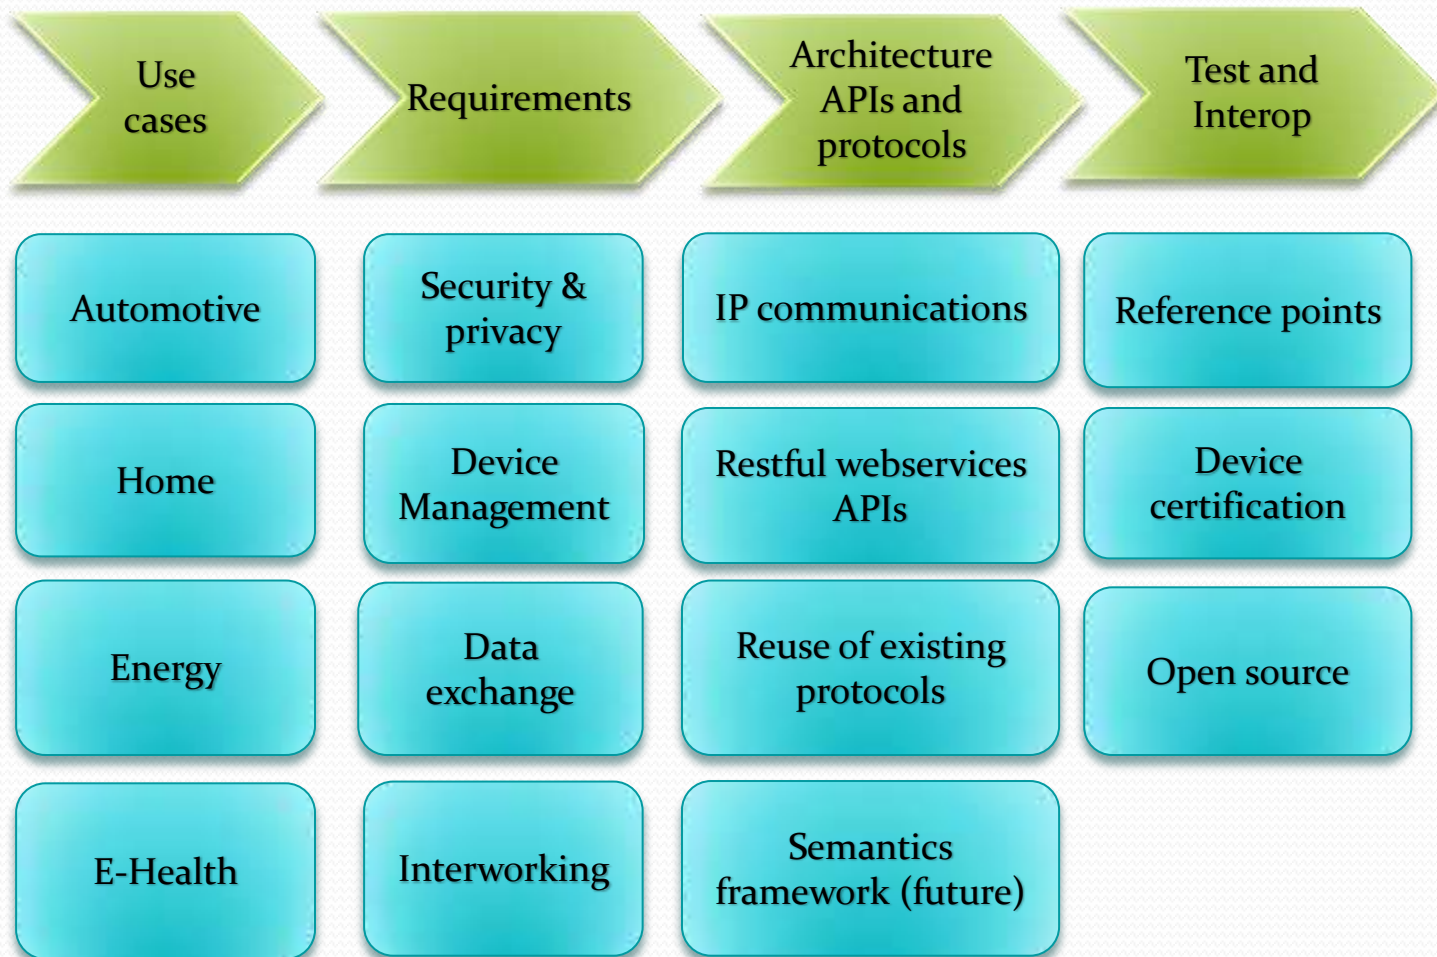 Use
cases
Requirements
Architecture
APIs and
protocols
Test and
Interop
Automotive
Security &
privacy
IP communications
Reference points
Home
Device
Management
Restful webservices
APIs
Device
certification
Energy
Data
exchange
Reuse of existing
protocols
Open source
E-Health
Interworking
Semantics
framework (future)